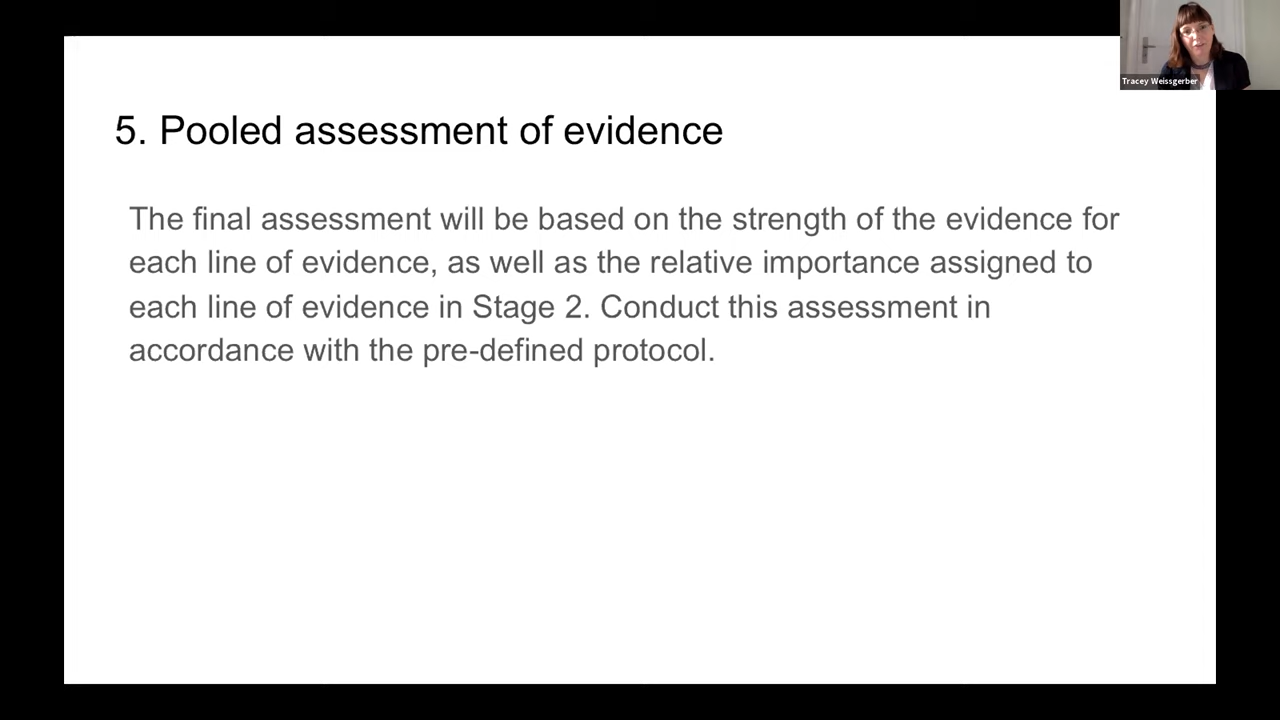 Tracey Weissgerber
5. Pooled assessment of evidence
The final assessment will be based on the strength of the evidence for
each line of evidence, as well as the relative importance assigned to
each line of evidence in Stage 2. Conduct this assessment in
accordance with the pre-defined protocol.